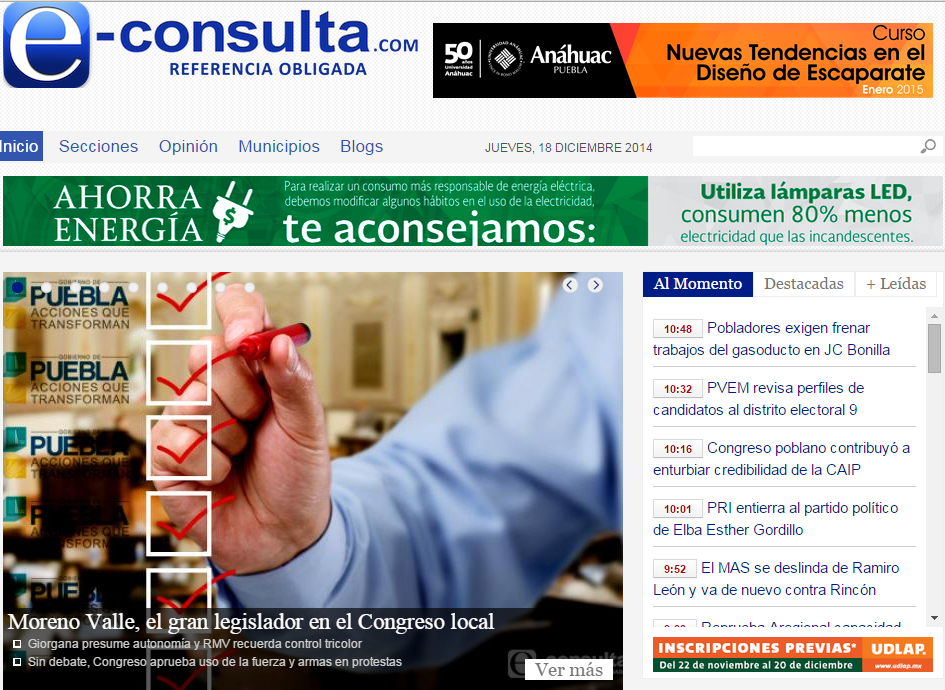 e-consulta.com
REFERENCIA OBLIGADA
50
años
Universidad
Anáhuac
Anáhuac
PUEBLA
Curso
Nuevas Tendencias en el
Diseño de Escaparate
Enero 2015
Inicio Secciones Opinión Municipios Blogs JUEVES, 18 DICIEMBRE 2014
AHORRA
ENERGÍA
$
Para realizar un consumo más responsable de energía eléctrica,
debemos modificar algunos hábitos en el uso de la electricidad,
te aconsejamos:
Utiliza lámparas LED,
consumen 80% menos
electricidad que las incandescentes.
GOBIERNO DE
PUEBLA
ACCIONES QUE
TRANSFORMAN
GOBIERNO DE
PUEBLA
ACCIONES QUE
TRANSFORMAN
GOBIERNO DE
PUEBLA
ACCIONES QUE
TRANSFORMAN
PUEBLA
ACCIONES QUE
TRANSFORMAN
PUEBLA
Moreno Valle, el gran legislador en el Congreso local
Giorgana presume autonomía y RMV recuerda control tricolor
Sin debate, Congreso aprueba uso de la fuerza y armas en protestas
e-consulta
Ver más
Al Momento Destacadas + Leídas
10:48 Pobladores exigen frenar
trabajos del gasoducto en JC Bonilla
10:32 PVEM revisa perfiles de
candidatos al distrito electoral 9
10:16 Congreso poblano contribuyó a
enturbiar credibilidad de la CAIP
10:01 PRI entierra al partido político
de Elba Esther Gordillo
9:52 El MAS se deslinda de Ramiro
León y va de nuevo contra Rincón
Reprueba Aregional capacidad
INSCRIPCIONES PREVIAS*
Del 22 de noviembre al 20 de diciembre
UDLAP.
www.udlap.mx